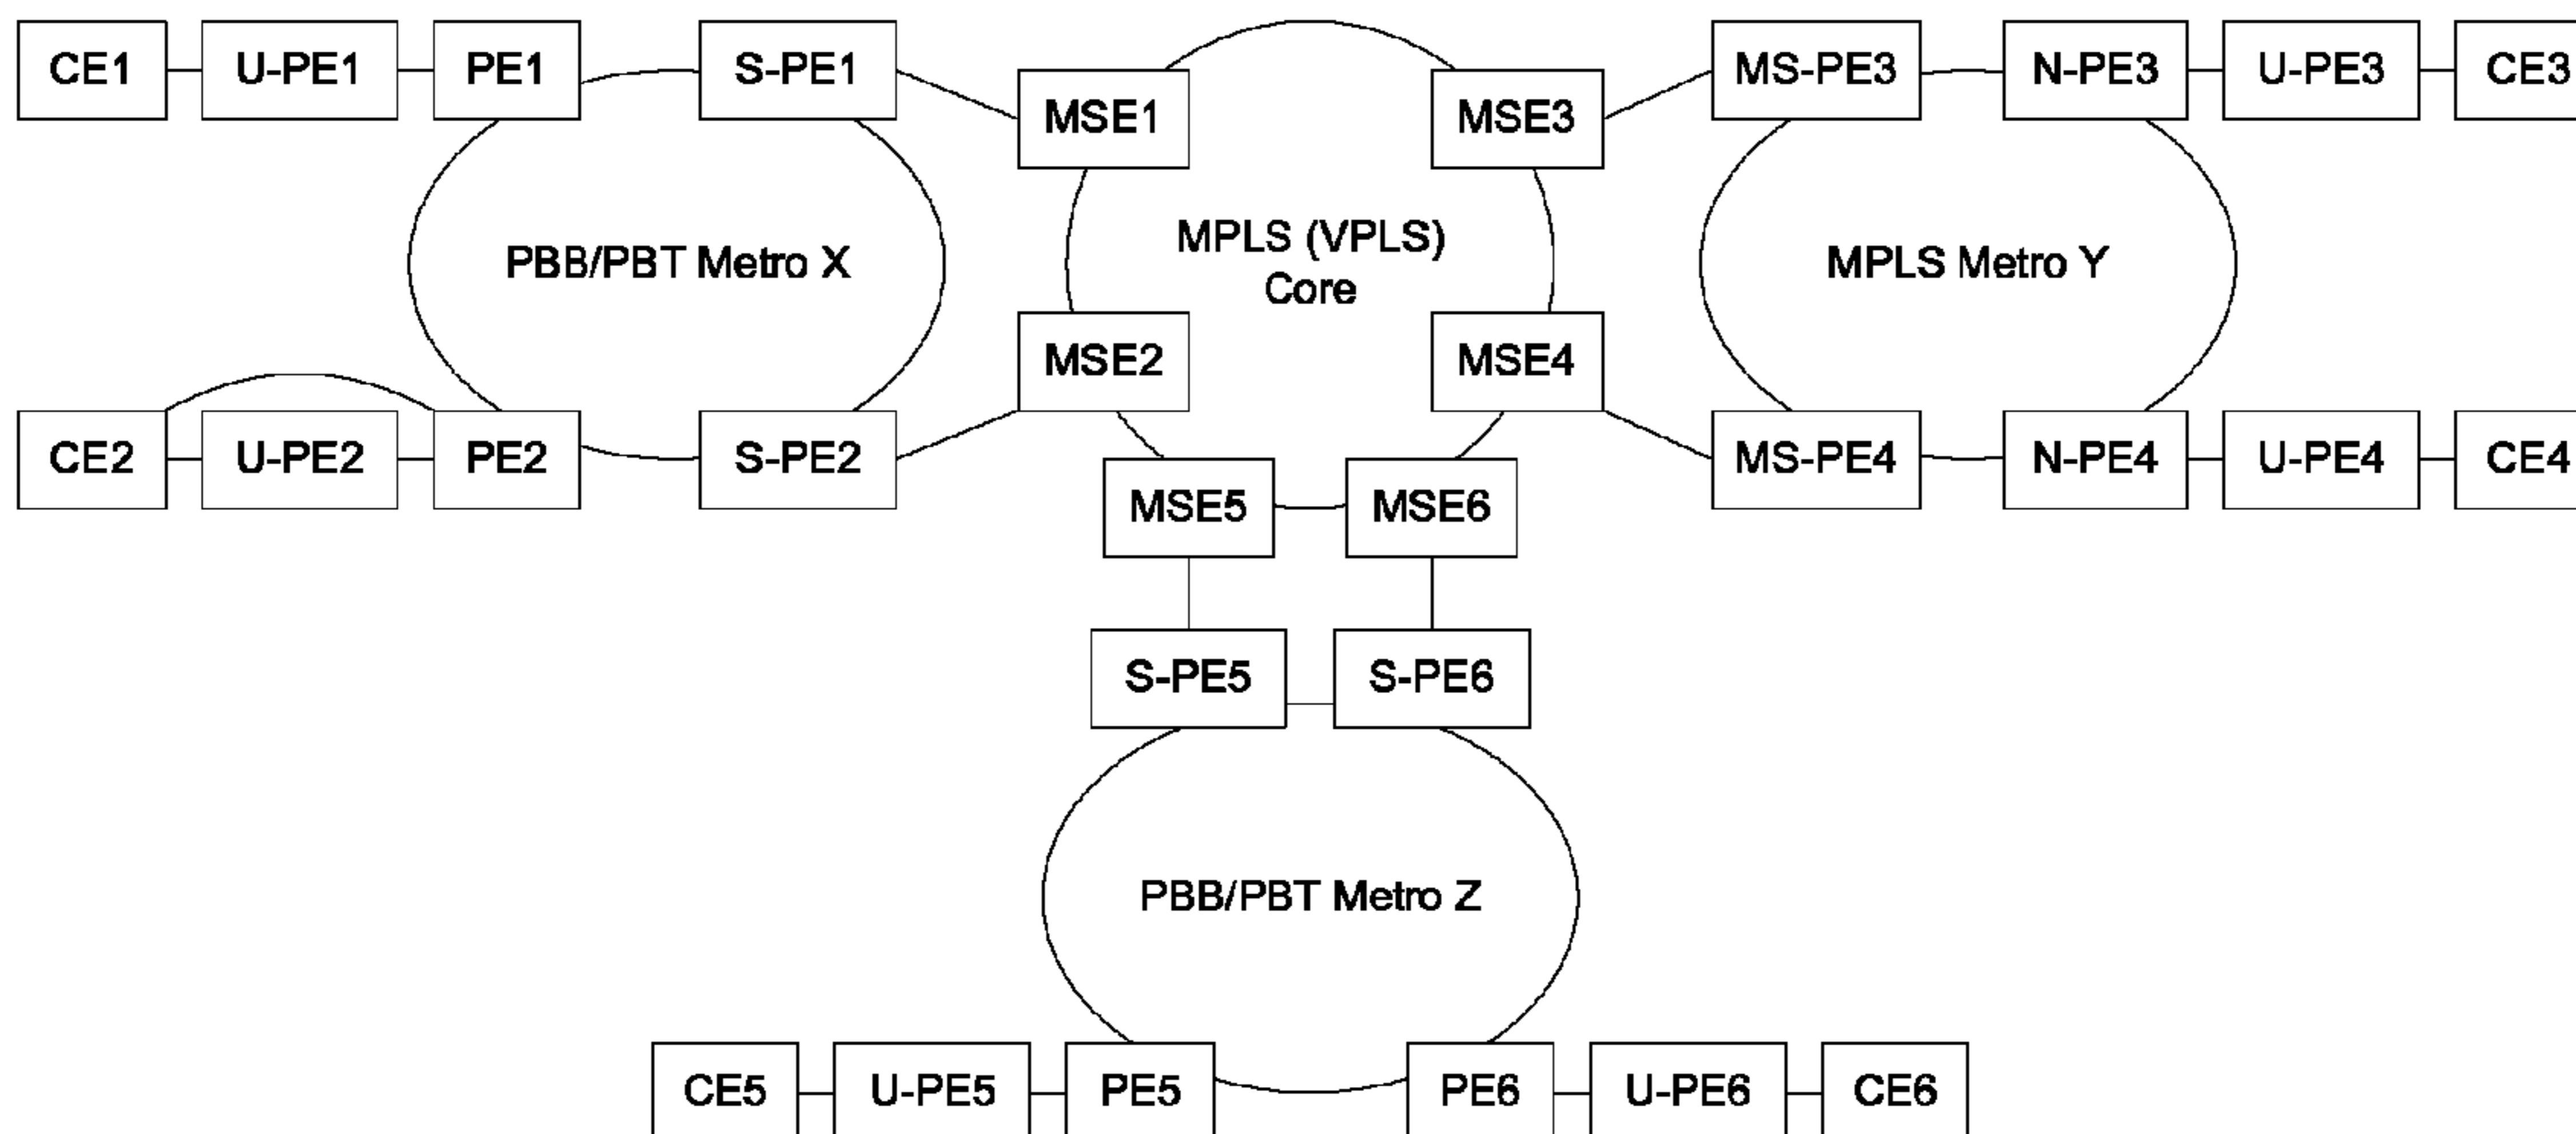 CE1 U-PE1 PE1 S-PE1 MSE1 MSE3 MS-PE3 N-PE3 U-PE3 CE3
PBB/PBT Metro X
MPLS (VPLS)
Core
MPLS Metro Y
MSE2 MSE4
CE2 U-PE2 PE2 S-PE2 MS-PE4 N-PE4 U-PE4 CE4
MSE5 MSE6
S-PE5 S-PE6
PBB/PBT Metro Z
CE5 U-PE5 PE5 PE6 U-PE6 CE6